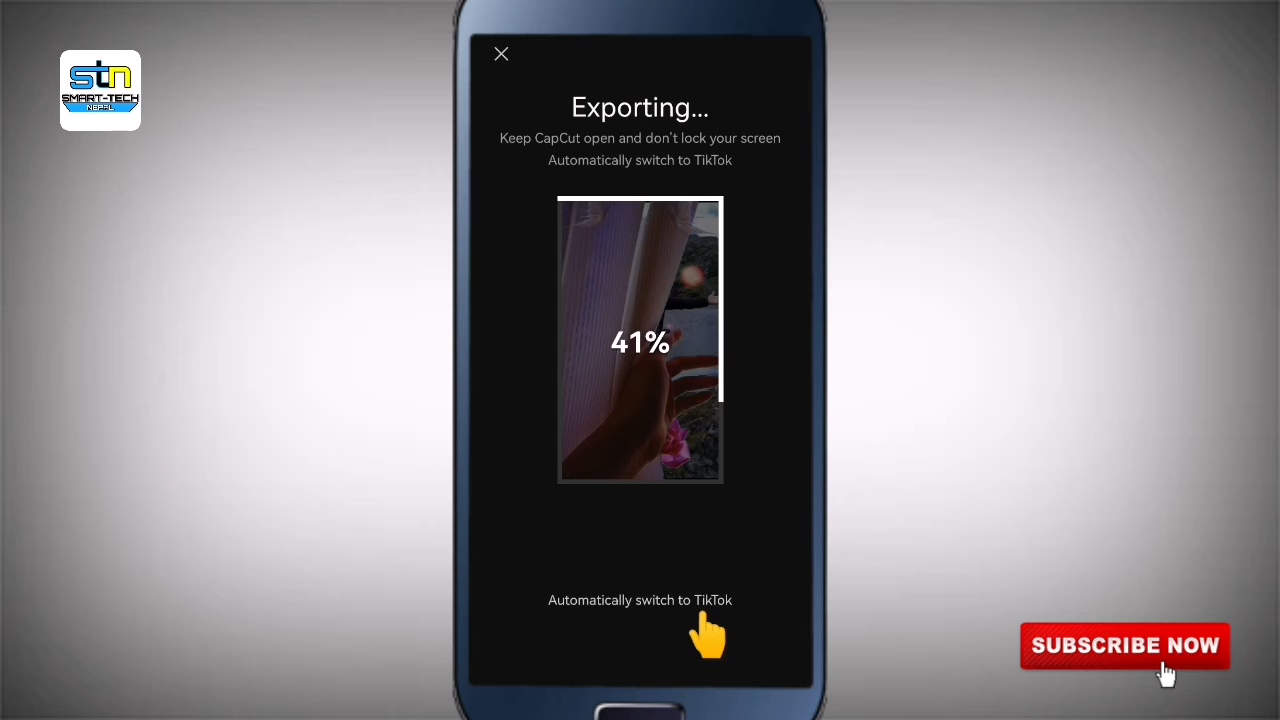 stn
SMART-TECH
NEPAL
Exporting...
Keep CapCut open and don't lock your screen
Automatically switch to TikTok
41%
Automatically switch to TikTok
SUBSCRIBE NOW